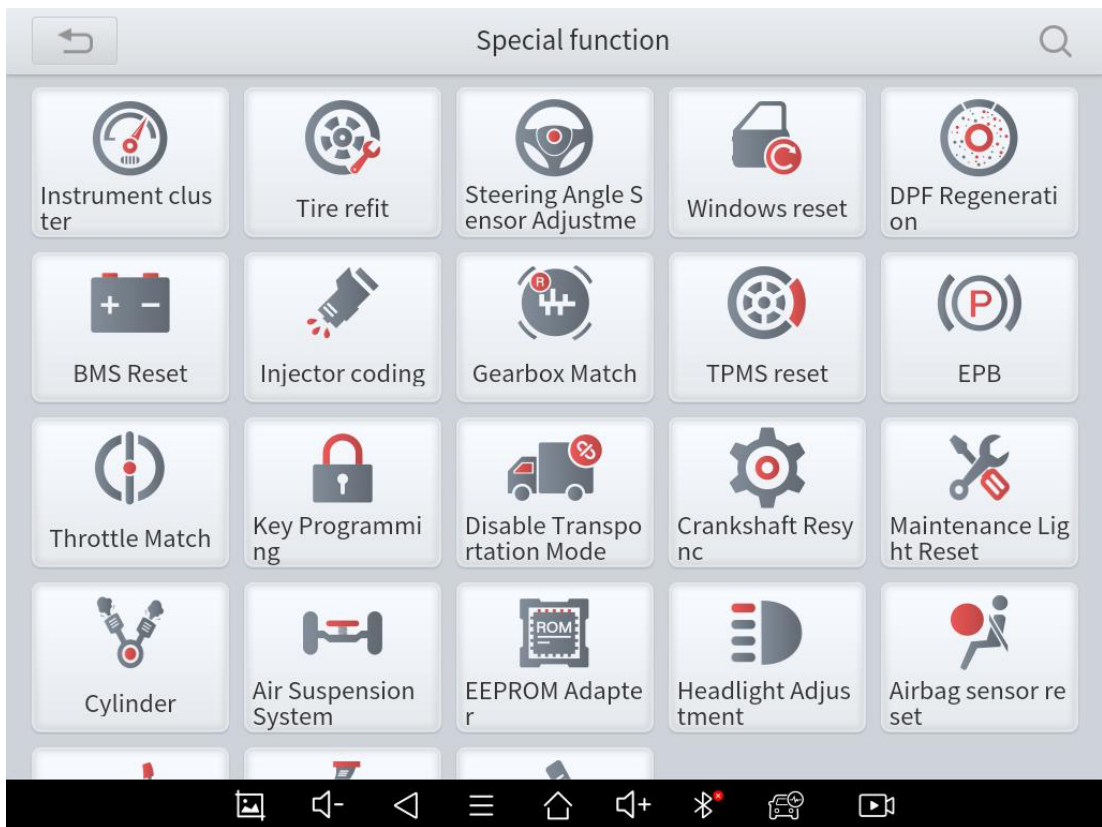 Special function
Instrument clus
ter
Tire refit
Steering Angle S
ensor Adjustme
Windows reset
DPF Regenerati
on
+ -
BMS Reset
Injector coding
R
Gearbox Match
TPMS reset
P
EPB
Throttle Match
Key Programmi
ng
Disable Transpo
rtation Mode
Crankshaft Resy
nc
Maintenance Lig
ht Reset
Cylinder
Air Suspension
System
ROM
EEPROM Adapte
r
Headlight Adjus
tment
Airbag sensor re
set